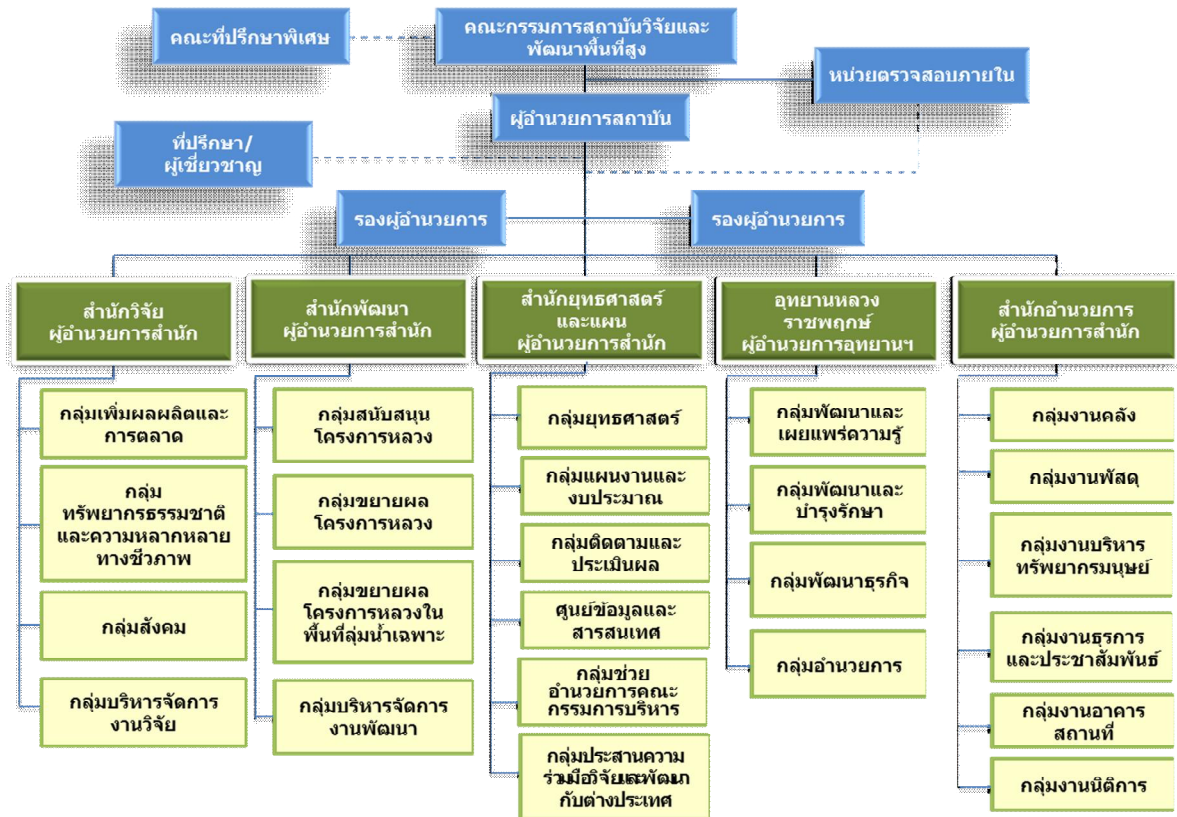 คณะที่ปรึกษาพิเศษ
คณะกรรมการสถาบันวิจัยและ
พัฒนาพื้นที่สูง
หน่วยตรวจสอบภายใน
ผู้อำนวยการสถาบัน
ที่ปรึกษา/
ผู้เชี่ยวชาญ
รองผู้อำนวยการ
รองผู้อำนวยการ
สำนักวิจัย
ผู้อำนวยการสำนัก
กลุ่มเพิ่มผลผลิตและ
การตลาด
กลุ่ม
ทรัพยากรธรรมชาติ
และความหลากหลาย
ทางชีวภาพ
กลุ่มสังคม
กลุ่มบริหารจัดการ
งานวิจัย
สำนักพัฒนา
ผู้อำนวยการสำนัก
กลุ่มสนับสนุน
โครงการหลวง
กลุ่มขยายผล
โครงการหลวง
กลุ่มขยายผล
โครงการหลวงใน
พื้นที่ลุ่มน้ำเฉพาะ
กลุ่มบริหารจัดการ
งานพัฒนา
สำนักยุทธศาสตร์
และแผน
ผู้อำนวยการสำนัก
กลุ่มยุทธศาสตร์
กลุ่มแผนงานและ
งบประมาณ
กลุ่มติดตามและ
ประเมินผล
ศูนย์ข้อมูลและ
สารสนเทศ
กลุ่มช่วย
อำนวยการคณะ
กรรมการบริหาร
กลุ่มประสานความ
ร่วมมือวิจัยและพัฒนา
กับต่างประเทศ
อุทยานหลวง
ราชพฤกษ์
ผู้อำนวยการอุทยานฯ
กลุ่มพัฒนาและ
เผยแพร่ความรู้
กลุ่มพัฒนาและ
บำรุงรักษา
กลุ่มพัฒนาธุรกิจ
กลุ่มอำนวยการ
สำนักอำนวยการ
ผู้อำนวยการสำนัก
กลุ่มงานคลัง
กลุ่มงานพัสดุ
กลุ่มงานบริหาร
ทรัพยากรมนุษย์
กลุ่มงานธุรการ
และประชาสัมพันธ์
กลุ่มงานอาคาร
สถานที่
กลุ่มงานนิติการ